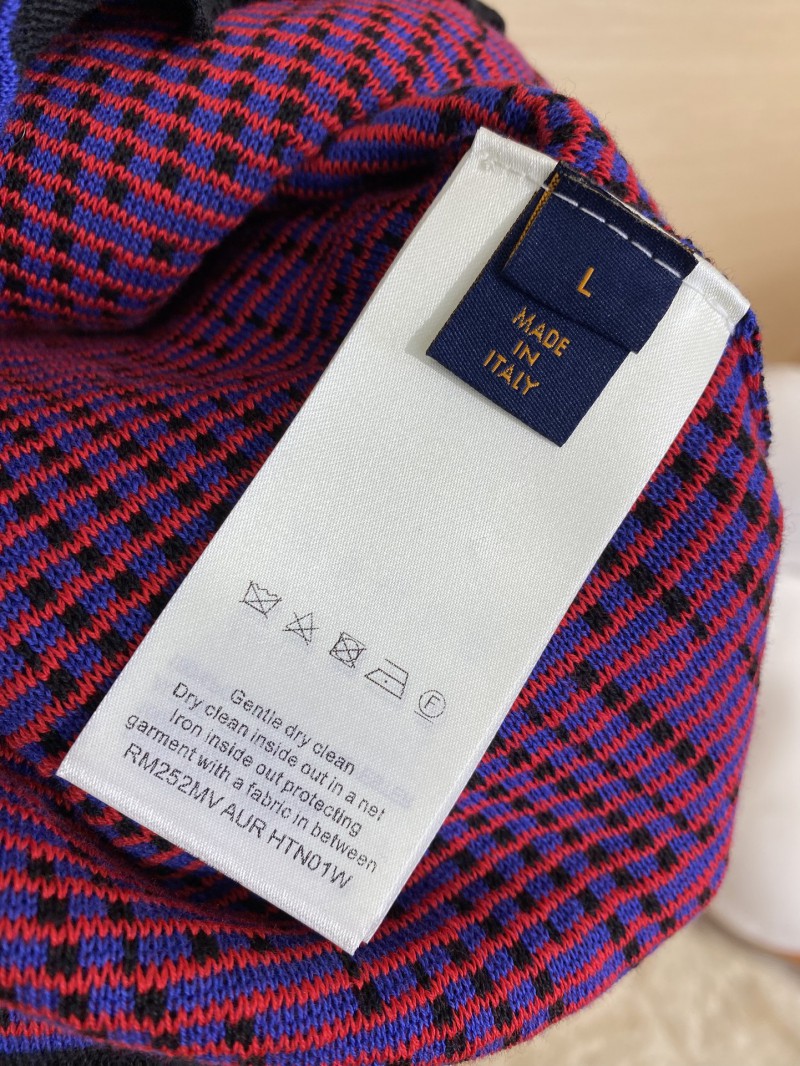 L
MADE
IN
ITALY
Gentle dry clean
Dry clean inside out in a net
Iron inside out protecting
garment with a fabric in between
RM252MV AUR HTN01W